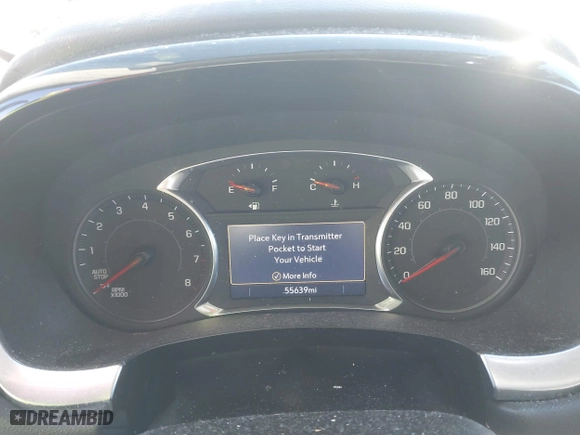 E F C H
1 2 3 4 5 6 7 8
AUTO
STOP
RPM
X1000
Place Key in Transmitter
Pocket to Start
Your Vehicle
More Info
55639mi
0 20 40 60 80 100 120 140 160
DREAMBID